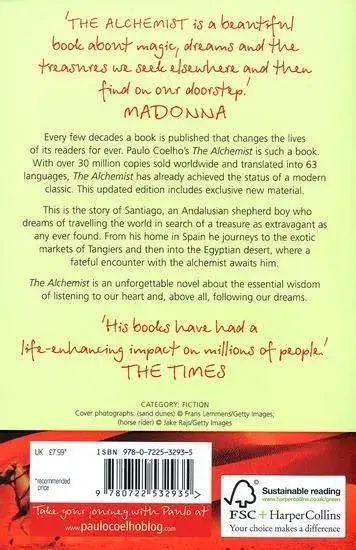 'THE ALCHEMIST is a beautiful
book about magic, dreams and the
treasures we seek elsewhere and then
find on our doorstep.'
MADONNA
Every few decades a book is published that changes the lives
of its readers for ever. Paulo Coelho's The Alchemist is such a book.
With over 30 million copies sold worldwide and translated into 63
languages, The Alchemist has already achieved the status of a modern
classic. This updated edition includes exclusive new material.
This is the story of Santiago, an Andalusian shepherd boy who
dreams of travelling the world in search of a treasure as extravagant
as any ever found. From his home in Spain he journeys to the exotic
markets of Tangiers and then into the Egyptian desert, where a
fateful encounter with the alchemist awaits him.
The Alchemist is an unforgettable novel about the essential wisdom
of listening to our heart and, above all, following our dreams.
'His books have had a
life-enhancing impact on millions of people.'
THE TIMES
CATEGORY: FICTION
Cover photographs: (sand dunes) © Frans Lemmens/Getty Images;
(horse rider) © Jake Rajs/Getty Images
UK £7.99*
*recommended
price
ISBN 978-0-7225-3293-5
9 780722 532935 >
Sustainable reading
www.harpercollins.co.uk/green
FSC + HarperCollins
Your choice makes a difference
Take your journey with Paulo at
www.paulocoelhoblog.com